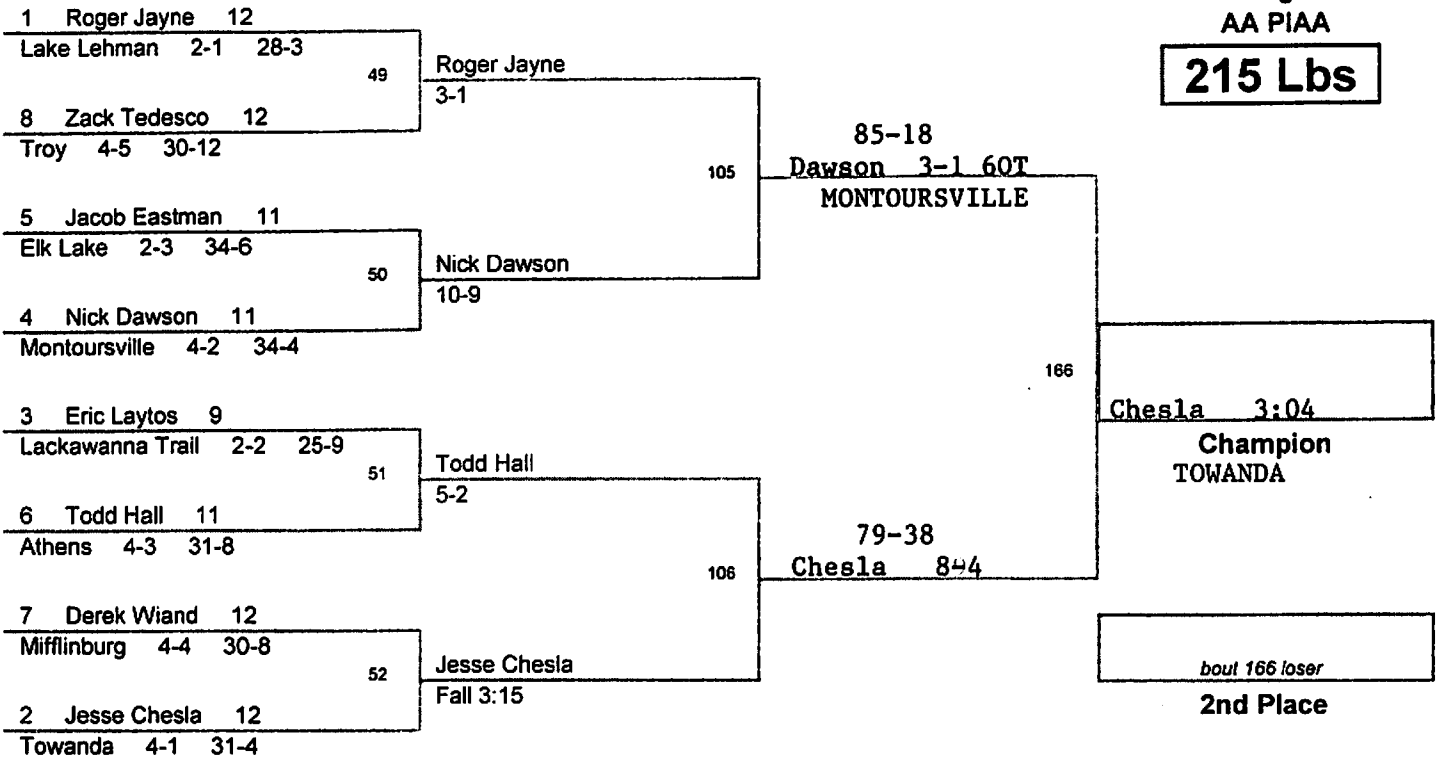 AA PIAA
215 Lbs
1 Roger Jayne 12
Lake Lehman 2-1 28-3
49
Roger Jayne
3-1
8 Zack Tedesco 12
Troy 4-5 30-12
85-18
105
Dawson 3-1 6OT
MONTOURSVILLE
5 Jacob Eastman 11
Elk Lake 2-3 34-6
50
Nick Dawson
10-9
4 Nick Dawson 11
Montoursville 4-2 34-4
166
Chesla 3:04
Champion
TOWANDA
3 Eric Laytos 9
Lackawanna Trail 2-2 25-9
51
Todd Hall
5-2
6 Todd Hall 11
Athens 4-3 31-8
79-38
106
Chesla 8-4
7 Derek Wiand 12
Mifflinburg 4-4 30-8
52
Jesse Chesla
Fall 3:15
2 Jesse Chesla 12
Towanda 4-1 31-4
bout 166 loser
2nd Place